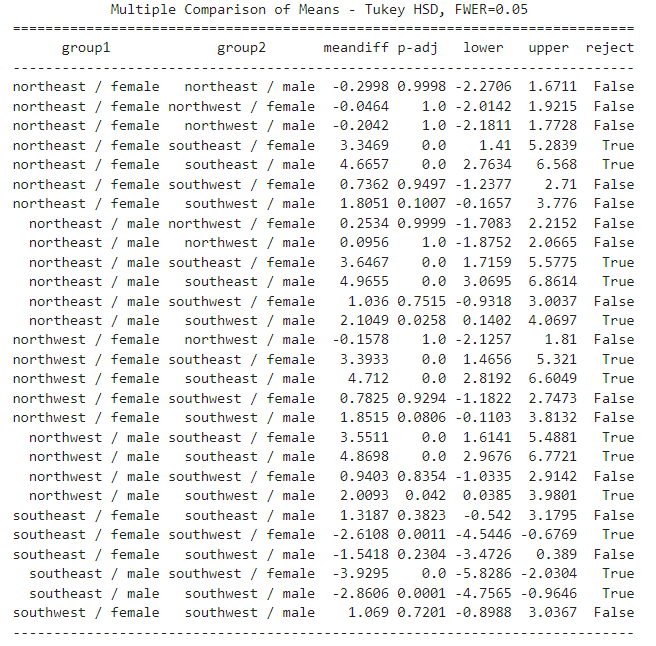 Multiple Comparison of Means - Tukey HSD, FWER=0.05
=============================================================================
group1 group2 meandiff p-adj lower upper reject
-----------------------------------------------------------------------------
northeast / female northeast / male -0.2998 0.9998 -2.2706 1.6711 False
northeast / female northwest / female -0.0464 1.0 -2.0142 1.9215 False
northeast / female northwest / male -0.2042 1.0 -2.1811 1.7728 False
northeast / female southeast / female 3.3469 0.0 1.41 5.2839 True
northeast / female southeast / male 4.6657 0.0 2.7634 6.568 True
northeast / female southwest / female 0.7362 0.9497 -1.2377 2.71 False
northeast / female southwest / male 1.8051 0.1007 -0.1657 3.776 False
northeast / male northwest / female 0.2534 0.9999 -1.7083 2.2152 False
northeast / male northwest / male 0.0956 1.0 -1.8752 2.0665 False
northeast / male southeast / female 3.6467 0.0 1.7159 5.5775 True
northeast / male southeast / male 4.9655 0.0 3.0695 6.8614 True
northeast / male southwest / female 1.036 0.7515 -0.9318 3.0037 False
northeast / male southwest / male 2.1049 0.0258 0.1402 4.0697 True
northwest / female northwest / male -0.1578 1.0 -2.1257 1.81 False
northwest / female southeast / female 3.3933 0.0 1.4656 5.321 True
northwest / female southeast / male 4.712 0.0 2.8192 6.6049 True
northwest / female southwest / female 0.7825 0.9294 -1.1822 2.7473 False
northwest / female southwest / male 1.8515 0.0806 -0.1103 3.8132 False
northwest / male southeast / female 3.5511 0.0 1.6141 5.4881 True
northwest / male southeast / male 4.8698 0.0 2.9676 6.7721 True
northwest / male southwest / female 0.9403 0.8354 -1.0335 2.9142 False
northwest / male southwest / male 2.0093 0.042 0.0385 3.9801 True
southeast / female southeast / male 1.3187 0.3823 -0.542 3.1795 False
southeast / female southwest / female -2.6108 0.0011 -4.5446 -0.6769 True
southeast / female southwest / male -1.5418 0.2304 -3.4726 0.389 False
southeast / male southwest / female -3.9295 0.0 -5.8286 -2.0304 True
southeast / male southwest / male -2.8606 0.0001 -4.7565 -0.9646 True
southwest / female southwest / male 1.069 0.7201 -0.8988 3.0367 False
-----------------------------------------------------------------------------